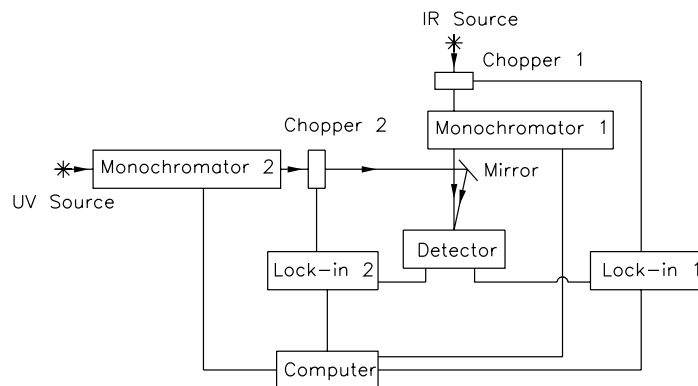 IR Source
Chopper 1
Chopper 2
Monochromator 1
Monochromator 2
Mirror
UV Source
Detector
Lock-in 2
Lock-in 1
Computer